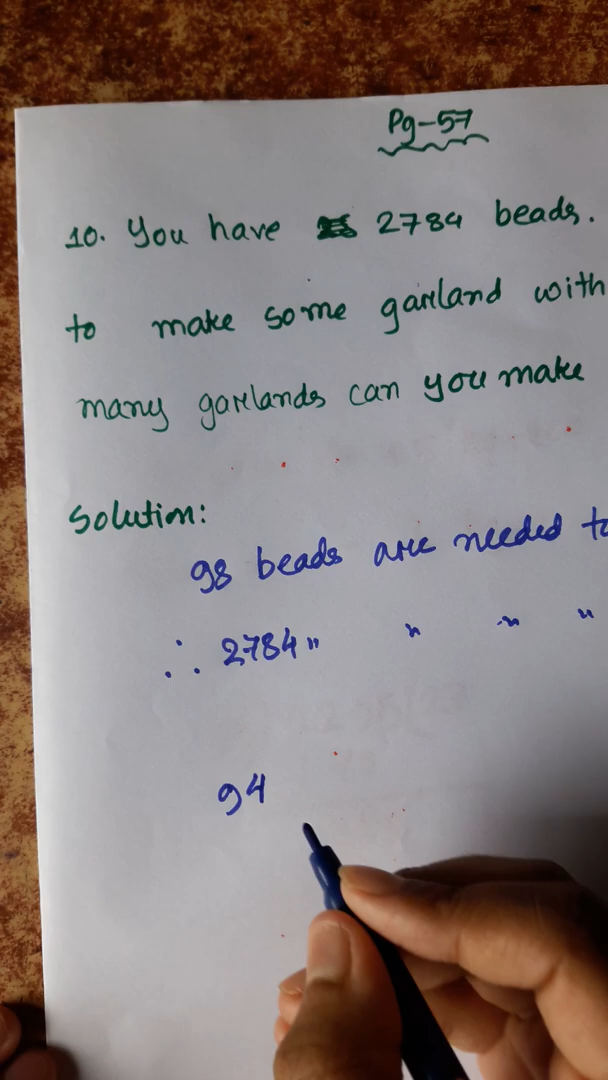 Pg-57
10. You have 2784 beads.
to make some garland with
many garlands can you make
Solution:
98 beads are needed to
∴ 2784 " " " "
94